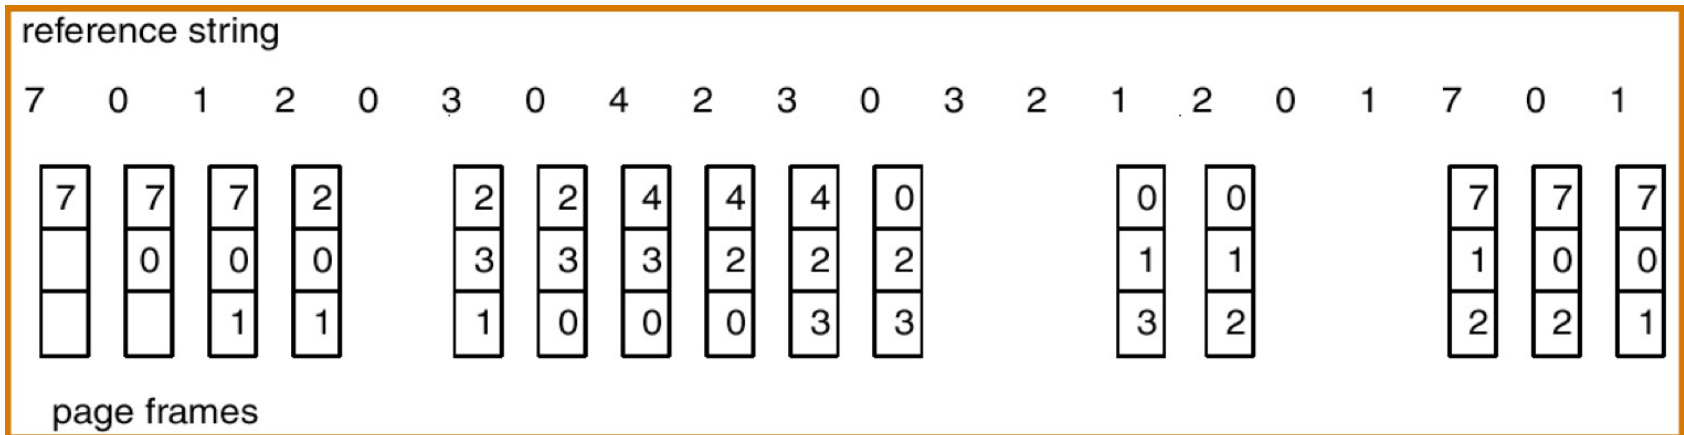 reference string
7 0 1 2 0 3 0 4 2 3 0 3 2 1 2 0 1 7 0 1
7 7 7 2 2 2 4 4 4 0 0 0 7 7 7
0 0 0 3 3 3 2 2 2 1 1 1 0 0
1 1 1 0 0 0 3 3 3 2 2 2 1
page frames